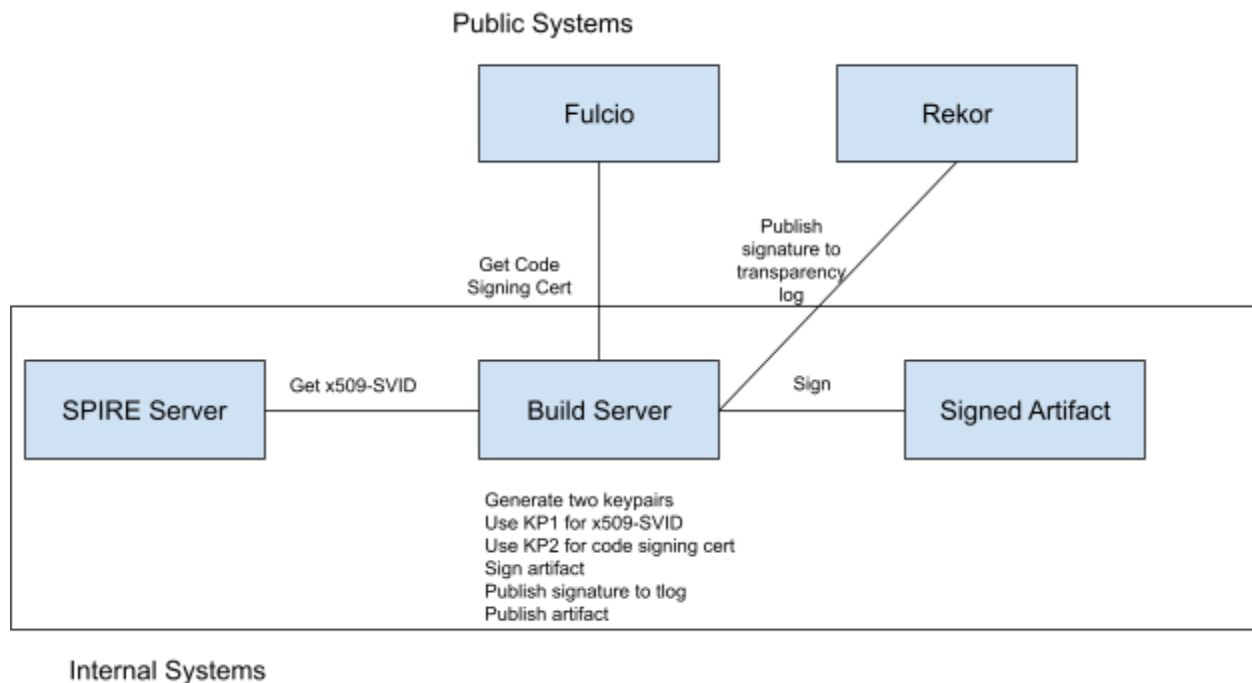 Public Systems
Fulcio
Rekor
Publish
signature to
transparency
log
Get Code
Signing Cert
SPIRE Server
Get x509-SVID
Build Server
Sign
Signed Artifact
Generate two keypairs
Use KP1 for x509-SVID
Use KP2 for code signing cert
Sign artifact
Publish signature to tlog
Publish artifact
Internal Systems